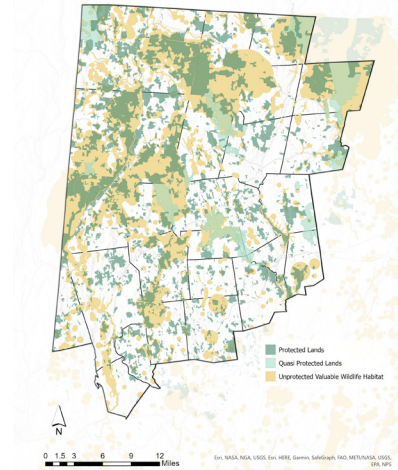 Protected Lands
Quasi Protected Lands
Unprotected Valuable Wildlife Habitat
N
0 1.5 3 6 9 12
Miles
Esri, NASA, NGA, USGS, Esri, HERE, Garmin, SafeGraph, FAO, METI/NASA, USGS,
EPA, NPS